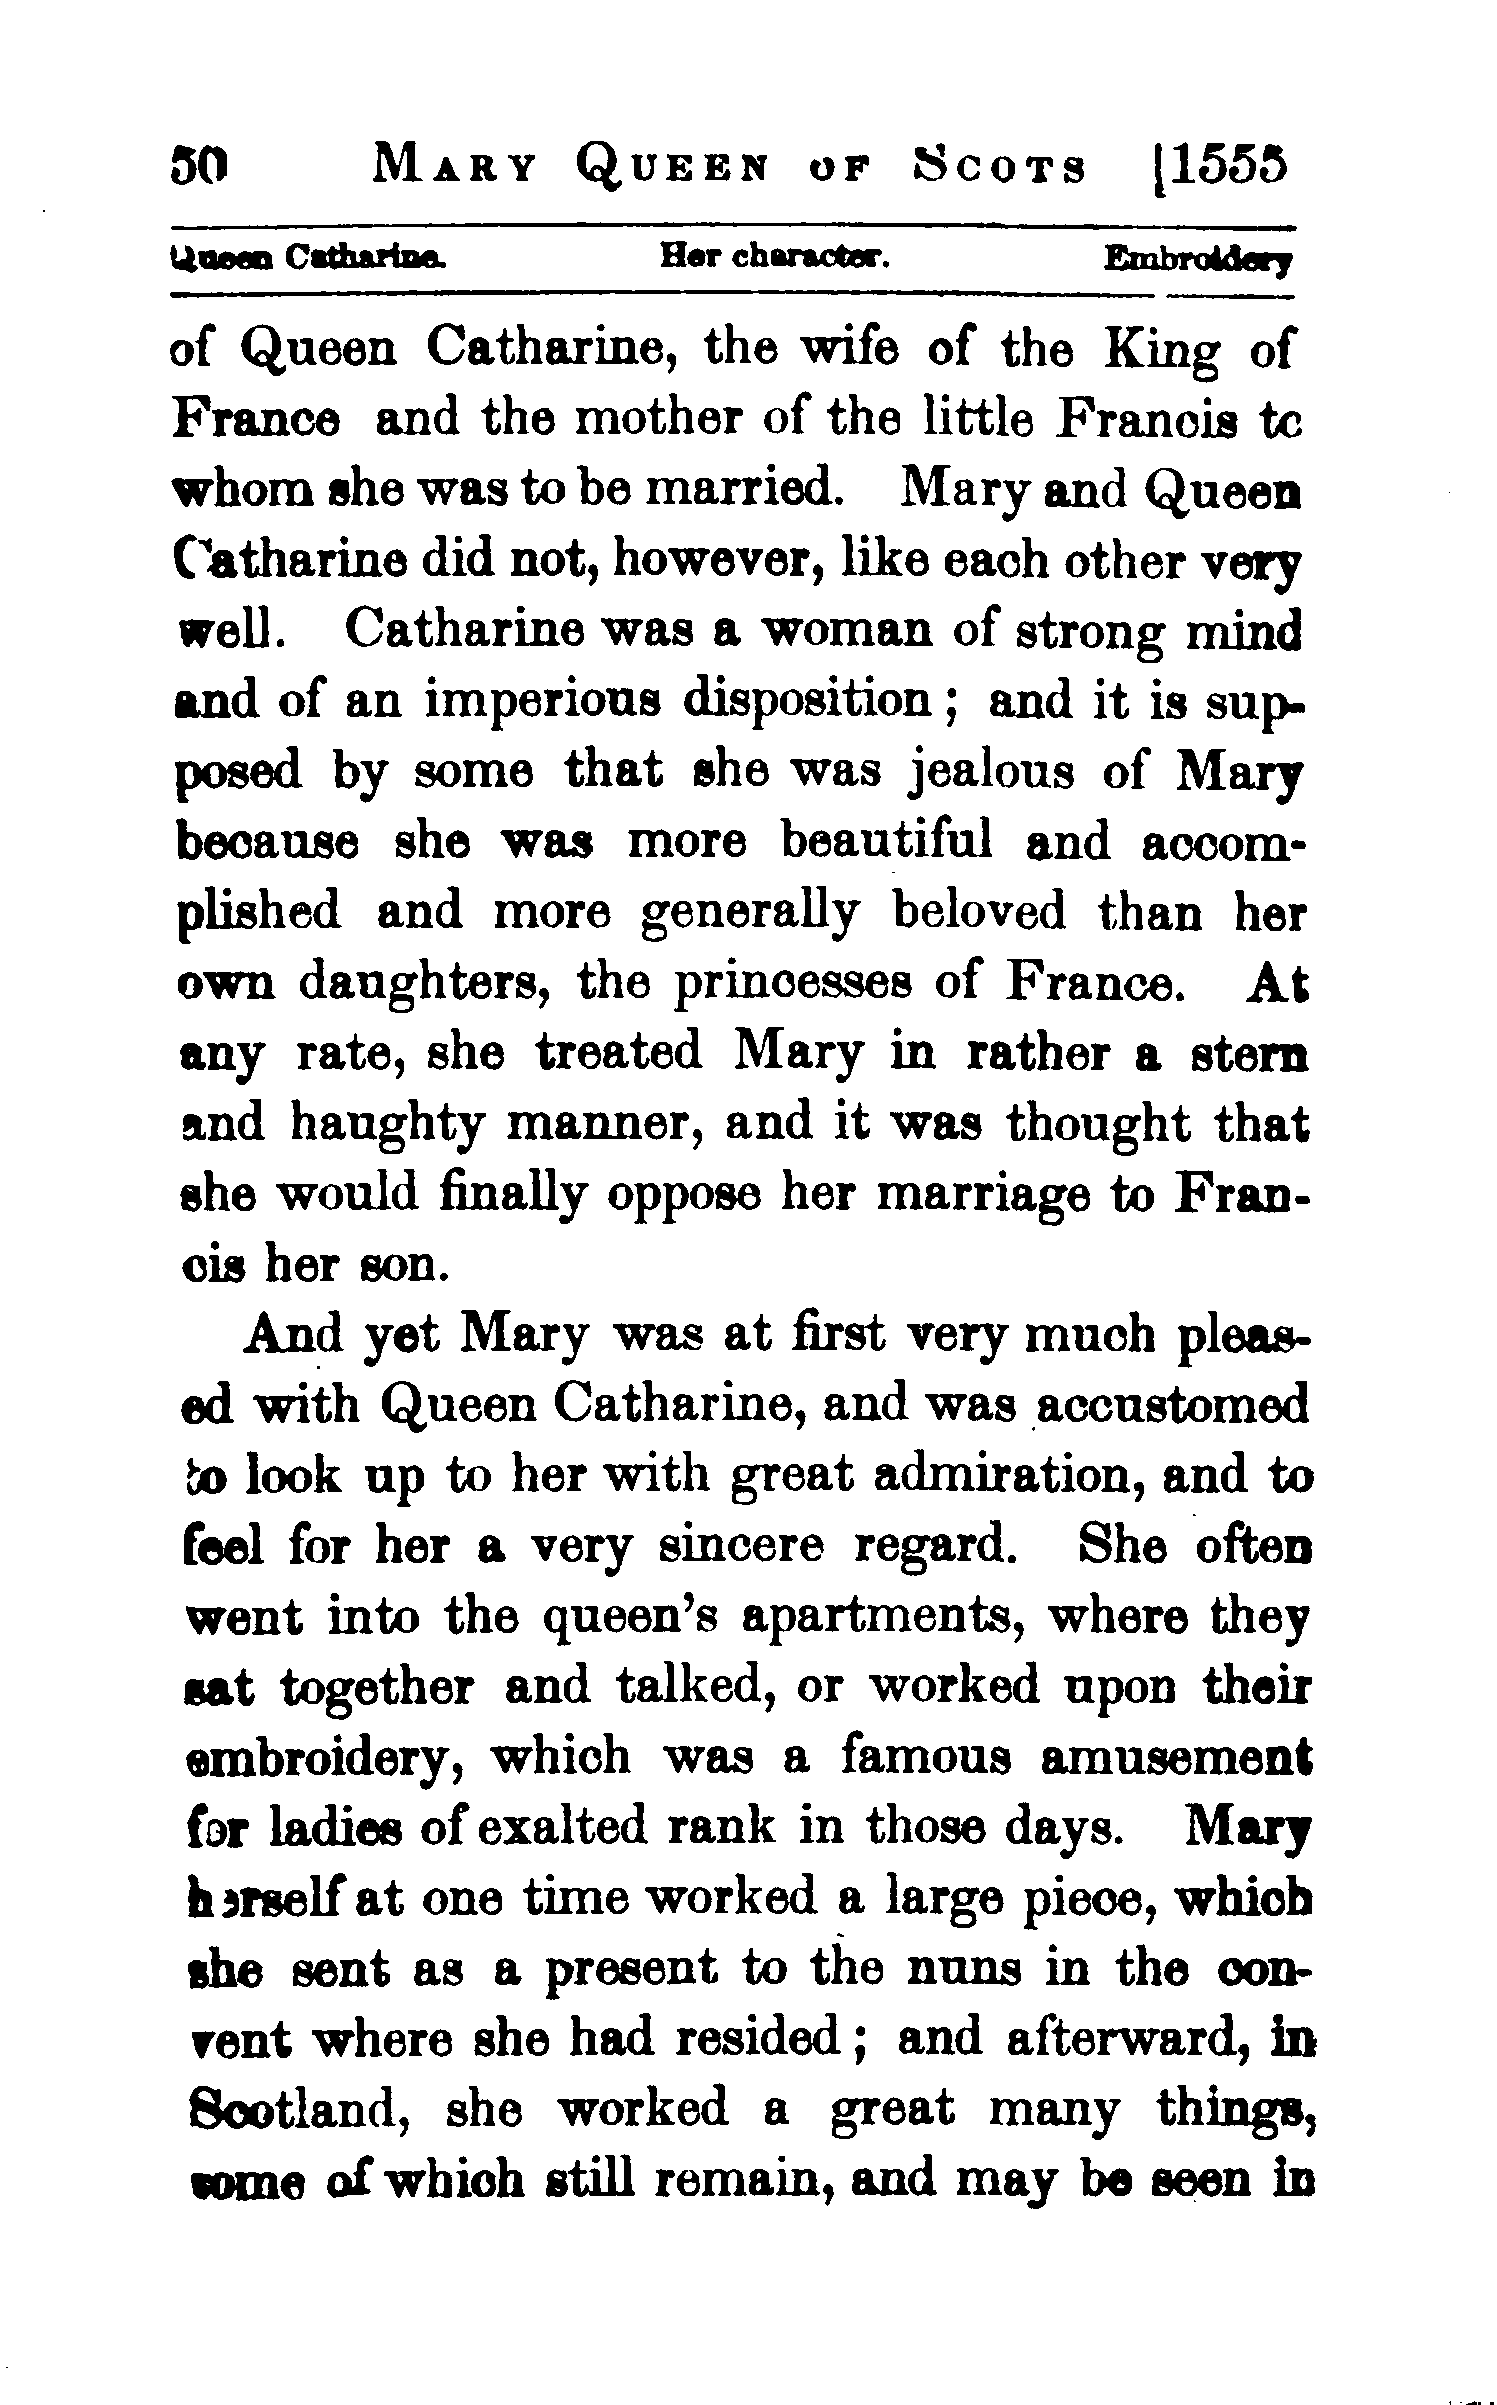 50 MARY QUEEN OF SCOTS [1555
Queen Catharine. Her character. Embroidery
of Queen Catharine, the wife of the King of
France and the mother of the little Francis to
whom she was to be married. Mary and Queen
Catharine did not, however, like each other very
well. Catharine was a woman of strong mind
and of an imperious disposition; and it is sup-
posed by some that she was jealous of Mary
because she was more beautiful and accom-
plished and more generally beloved than her
own daughters, the princesses of France. At
any rate, she treated Mary in rather a stern
and haughty manner, and it was thought that
she would finally oppose her marriage to Fran-
cis her son.
And yet Mary was at first very much pleas-
ed with Queen Catharine, and was accustomed
to look up to her with great admiration, and to
feel for her a very sincere regard. She often
went into the queen's apartments, where they
sat together and talked, or worked upon their
embroidery, which was a famous amusement
for ladies of exalted rank in those days. Mary
herself at one time worked a large piece, which
she sent as a present to the nuns in the con-
vent where she had resided; and afterward, in
Scotland, she worked a great many things,
some of which still remain, and may be seen in